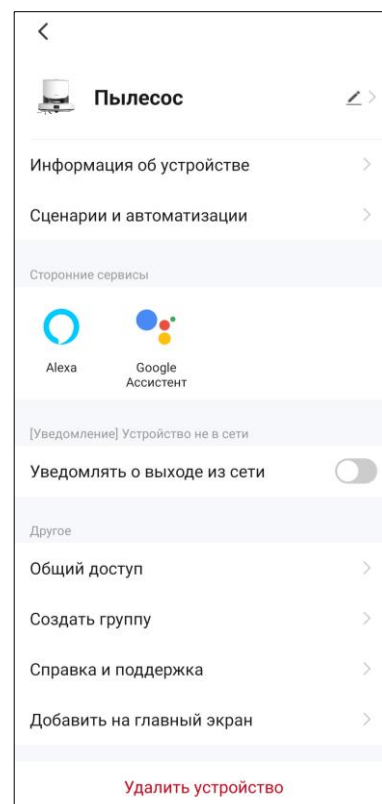 Пылесос
Информация об устройстве
Сценарии и автоматизации
Сторонние сервисы
Alexa
Google
Ассистент
[Уведомление] Устройство не в сети
Уведомлять о выходе из сети
Другое
Общий доступ
Создать группу
Справка и поддержка
Добавить на главный экран
Удалить устройство